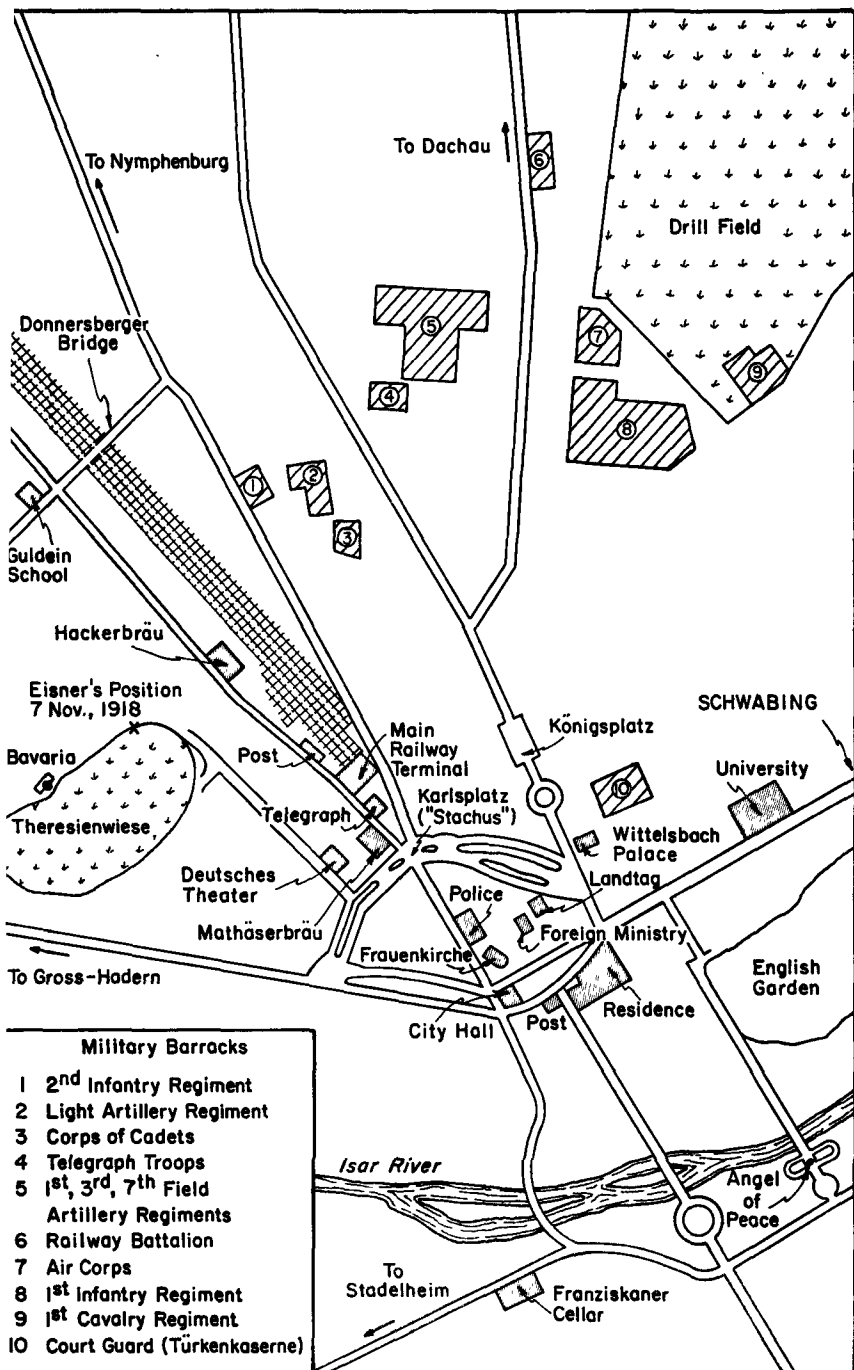 To Nymphenburg
To Dachau
6
Drill Field
Donnersberger
Bridge
5
7
9
4
8
1
2
3
Guldein
School
Hackerbräu
Eisner's Position
7 Nov., 1918
SCHWABING
Königsplatz
Bavaria
Post
Main
Railway
Terminal
University
10
Telegraph
Karlsplatz
("Stachus")
Theresienwiese
Wittelsbach
Palace
Deutsches
Theater
Landtag
Police
Mathäserbräu
Foreign Ministry
Frauenkirche
To Gross-Hadern
English
Garden
City Hall
Post
Residence
Military Barracks
1 2nd Infantry Regiment
2 Light Artillery Regiment
3 Corps of Cadets
4 Telegraph Troops
5 1st, 3rd, 7th Field
Artillery Regiments
6 Railway Battalion
7 Air Corps
8 1st Infantry Regiment
9 1st Cavalry Regiment
10 Court Guard (Türkenkaserne)
Isar River
Angel
of
Peace
To
Stadelheim
Franziskaner
Cellar